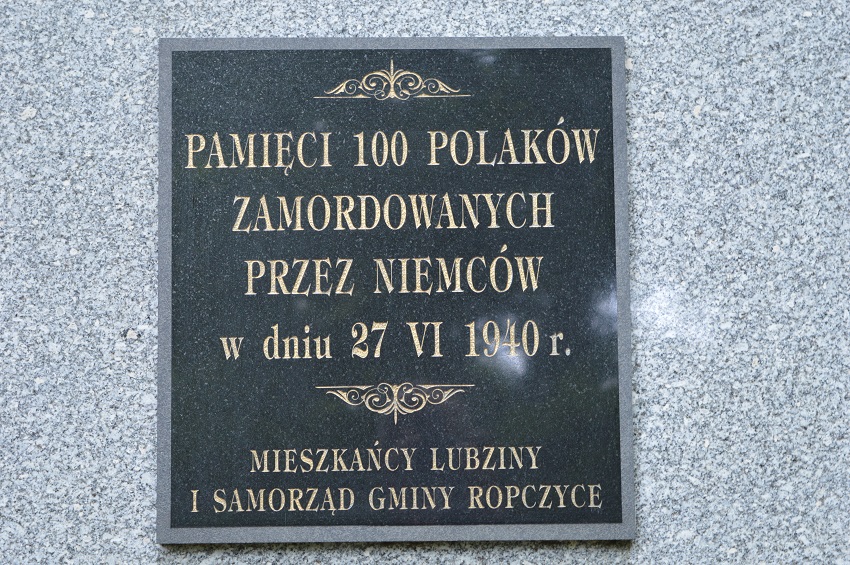 PAMIĘCI 100 POLAKÓW
ZAMORDOWANYCH
PRZEZ NIEMCÓW
w dniu 27 VI 1940 r.
MIESZKAŃCY LUBZINY
I SAMORZĄD GMINY ROPCZYCE